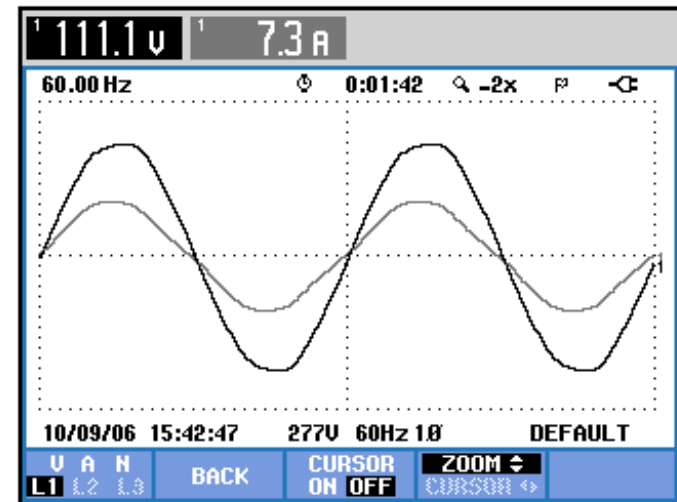 1 111.1 V 1 7.3 A
60.00 Hz 0:01:42 -2x
1
10/09/06 15:42:47 277V 60Hz 1Ø DEFAULT
V A N BACK CURSOR ZOOM
L1 L2 L3 ON OFF CURSOR